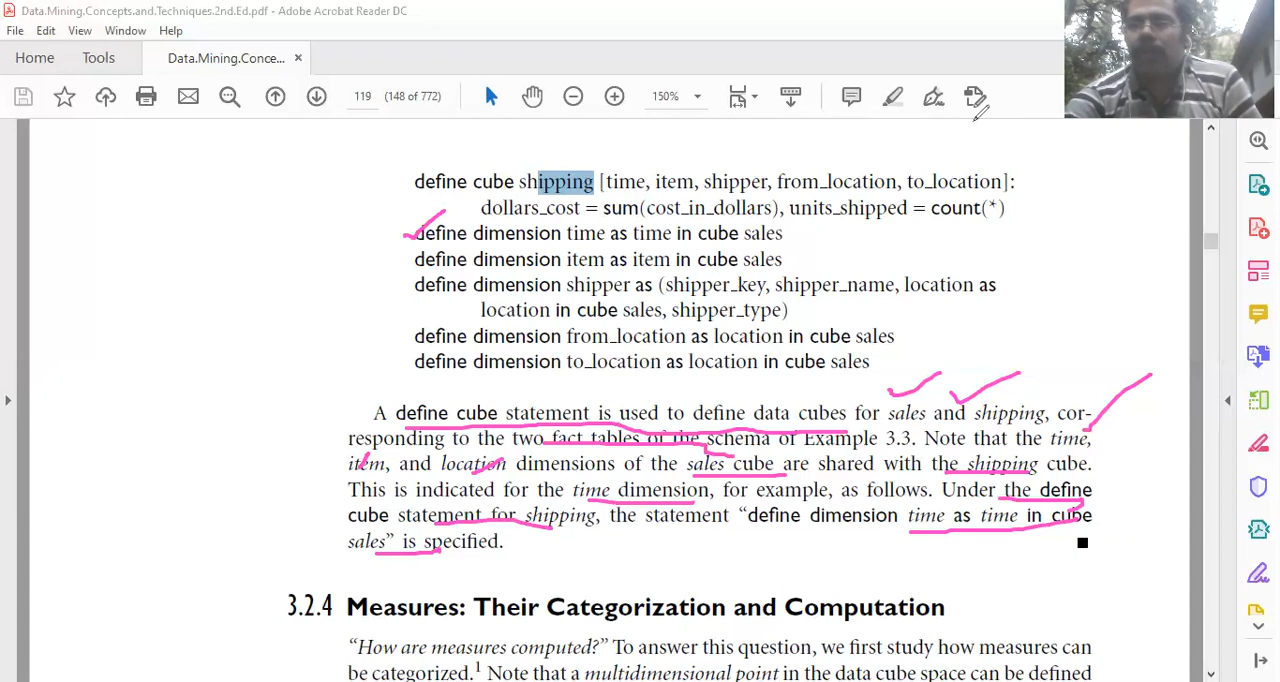 Data.Mining.Concepts.and.Techniques.2nd.Ed.pdf - Adobe Acrobat Reader DC
File Edit View Window Help
Home Tools Data.Mining.Conce... ×
119 (148 of 772) 150%
define cube shipping [time, item, shipper, from_location, to_location]:
dollars_cost = sum(cost_in_dollars), units_shipped = count(*)
define dimension time as time in cube sales
define dimension item as item in cube sales
define dimension shipper as (shipper_key, shipper_name, location as
location in cube sales, shipper_type)
define dimension from_location as location in cube sales
define dimension to_location as location in cube sales
A define cube statement is used to define data cubes for sales and shipping, cor-
responding to the two fact tables of the schema of Example 3.3. Note that the time,
item, and location dimensions of the sales cube are shared with the shipping cube.
This is indicated for the time dimension, for example, as follows. Under the define
cube statement for shipping, the statement “define dimension time as time in cube
sales” is specified.
3.2.4 Measures: Their Categorization and Computation
“How are measures computed?” To answer this question, we first study how measures can
be categorized.1 Note that a multidimensional point in the data cube space can be defined